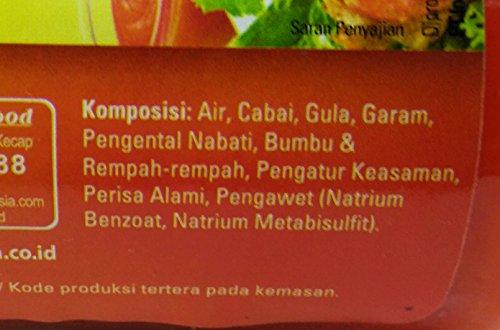 Saran Penyajian
ood
Kecap
88
sia.com
d
.co.id
Komposisi: Air, Cabai, Gula, Garam,
Pengental Nabati, Bumbu &
Rempah-rempah, Pengatur Keasaman,
Perisa Alami, Pengawet (Natrium
Benzoat, Natrium Metabisulfit).
/ Kode produksi tertera pada kemasan.